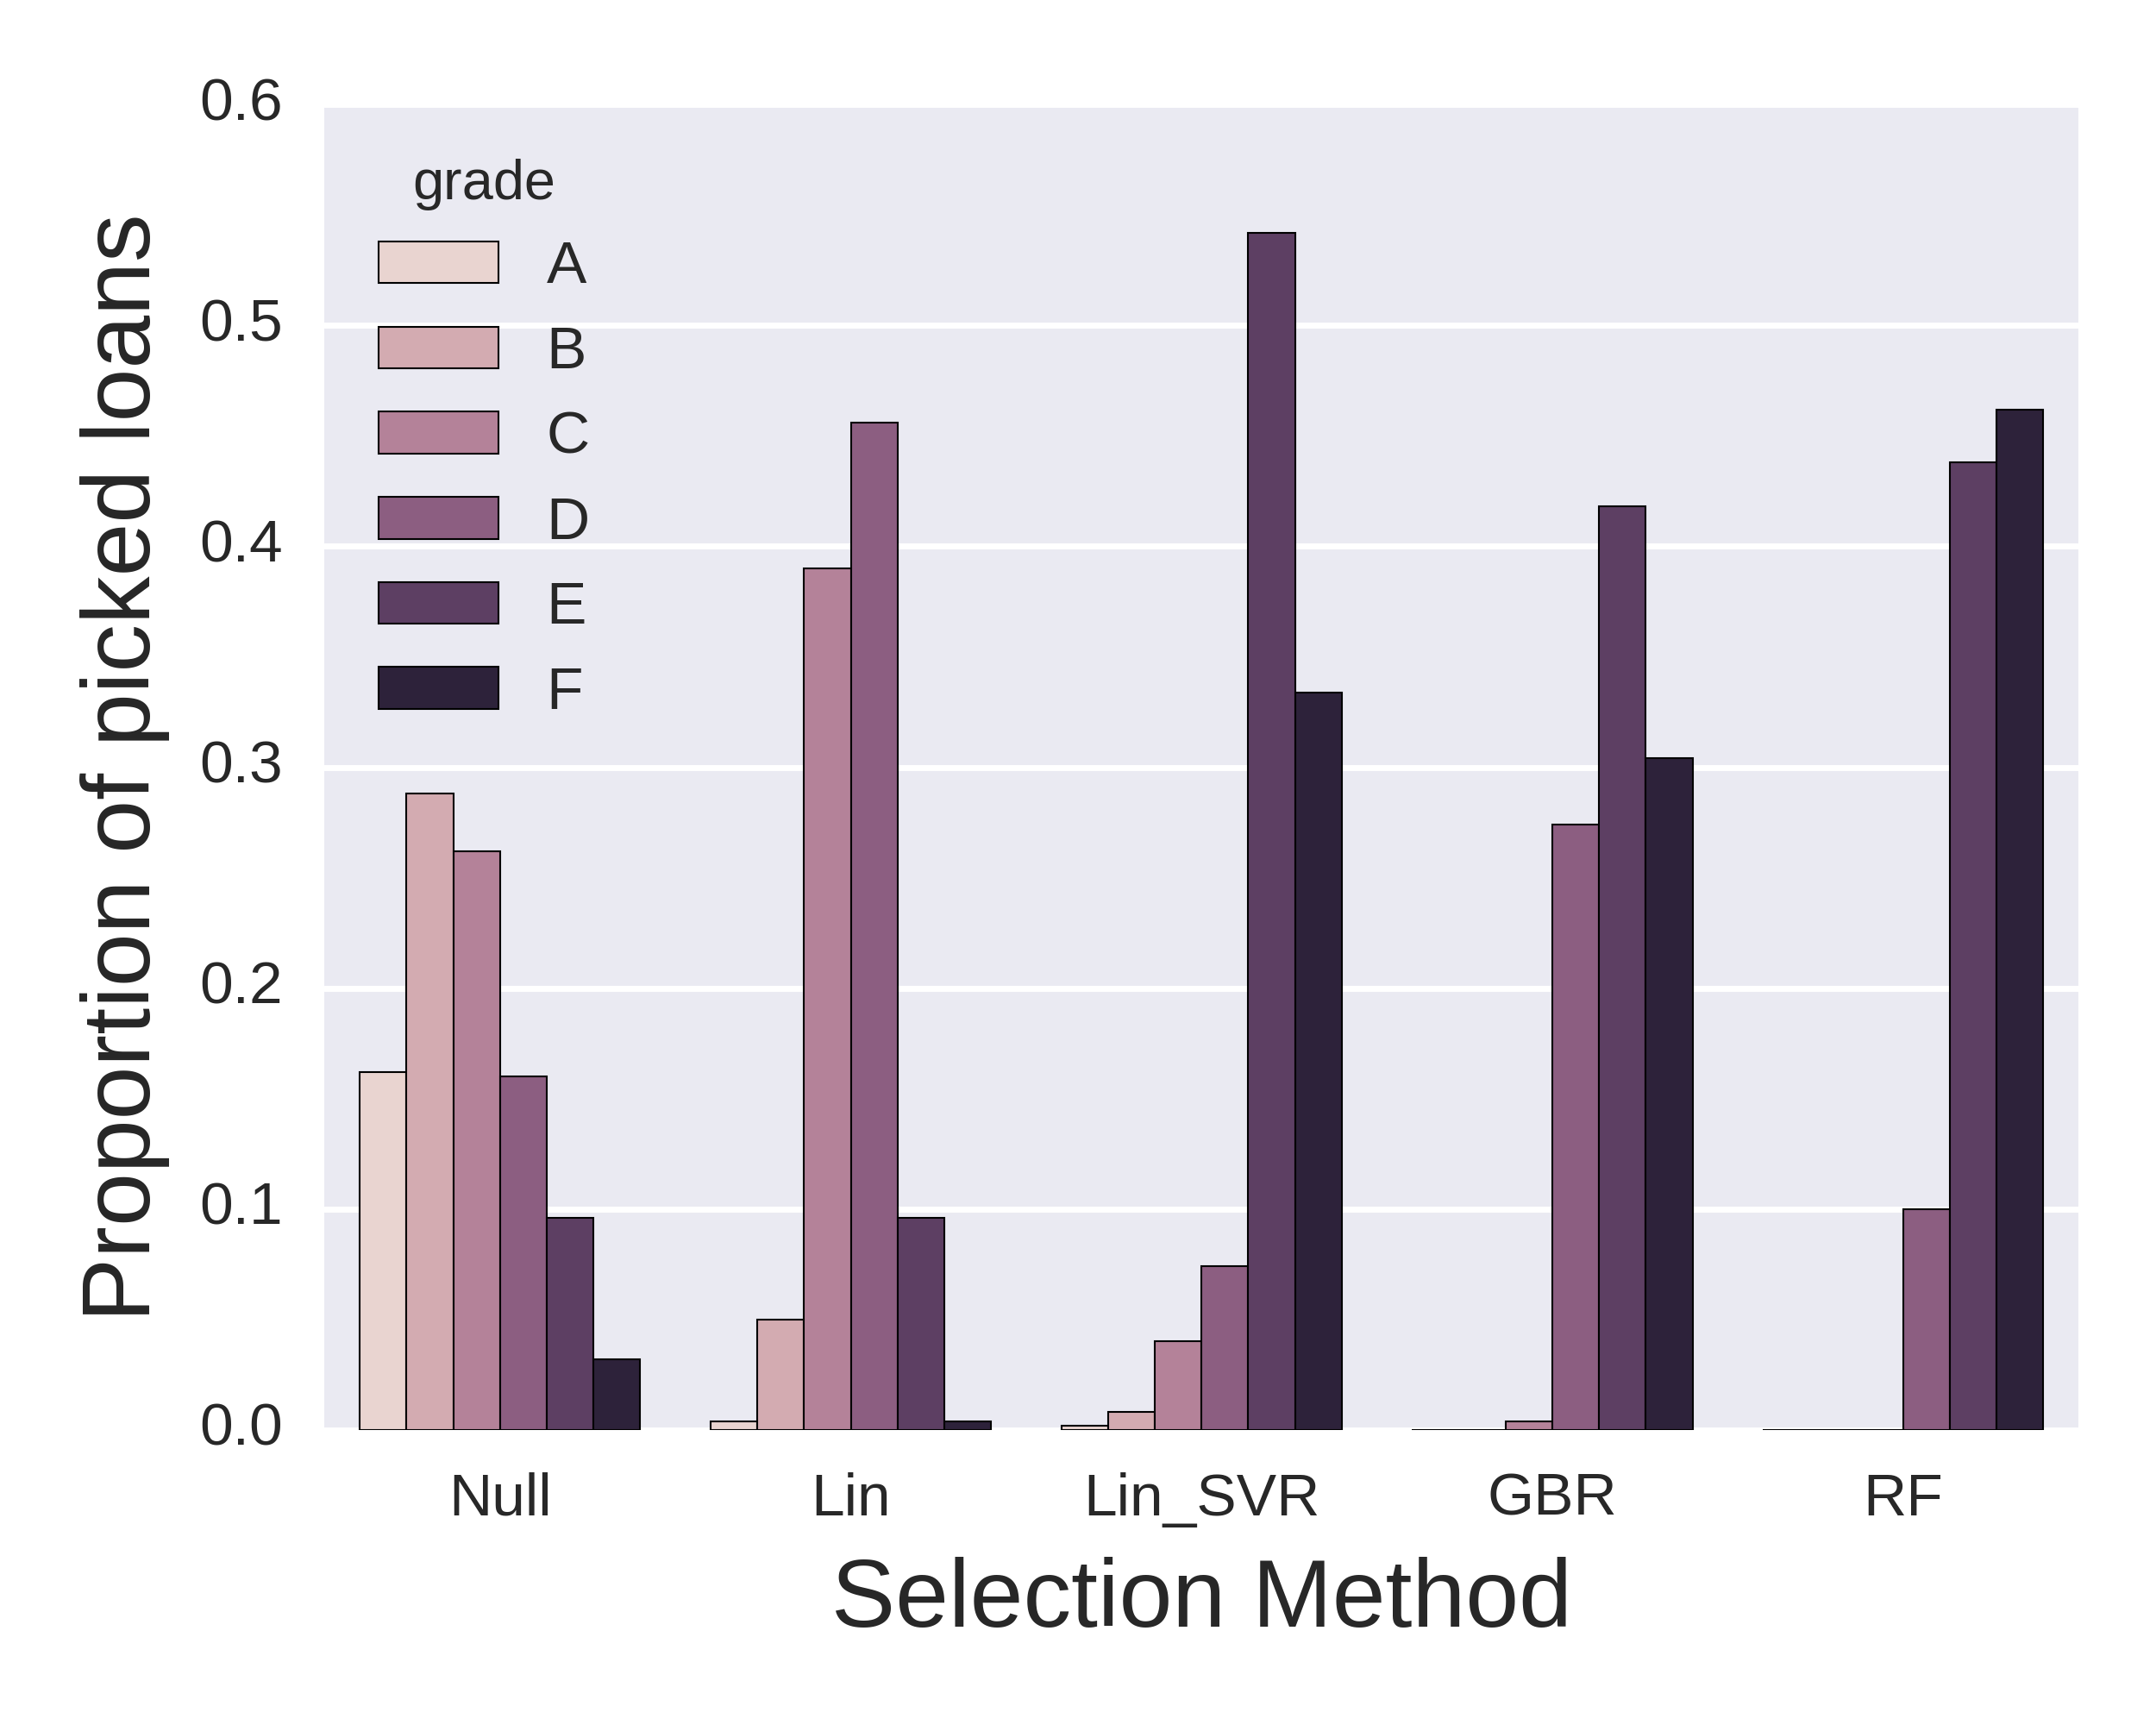 0.6
0.5
0.4
0.3
0.2
0.1
0.0
Proportion of picked loans
grade
A
B
C
D
E
F
Null Lin Lin_SVR GBR RF
Selection Method